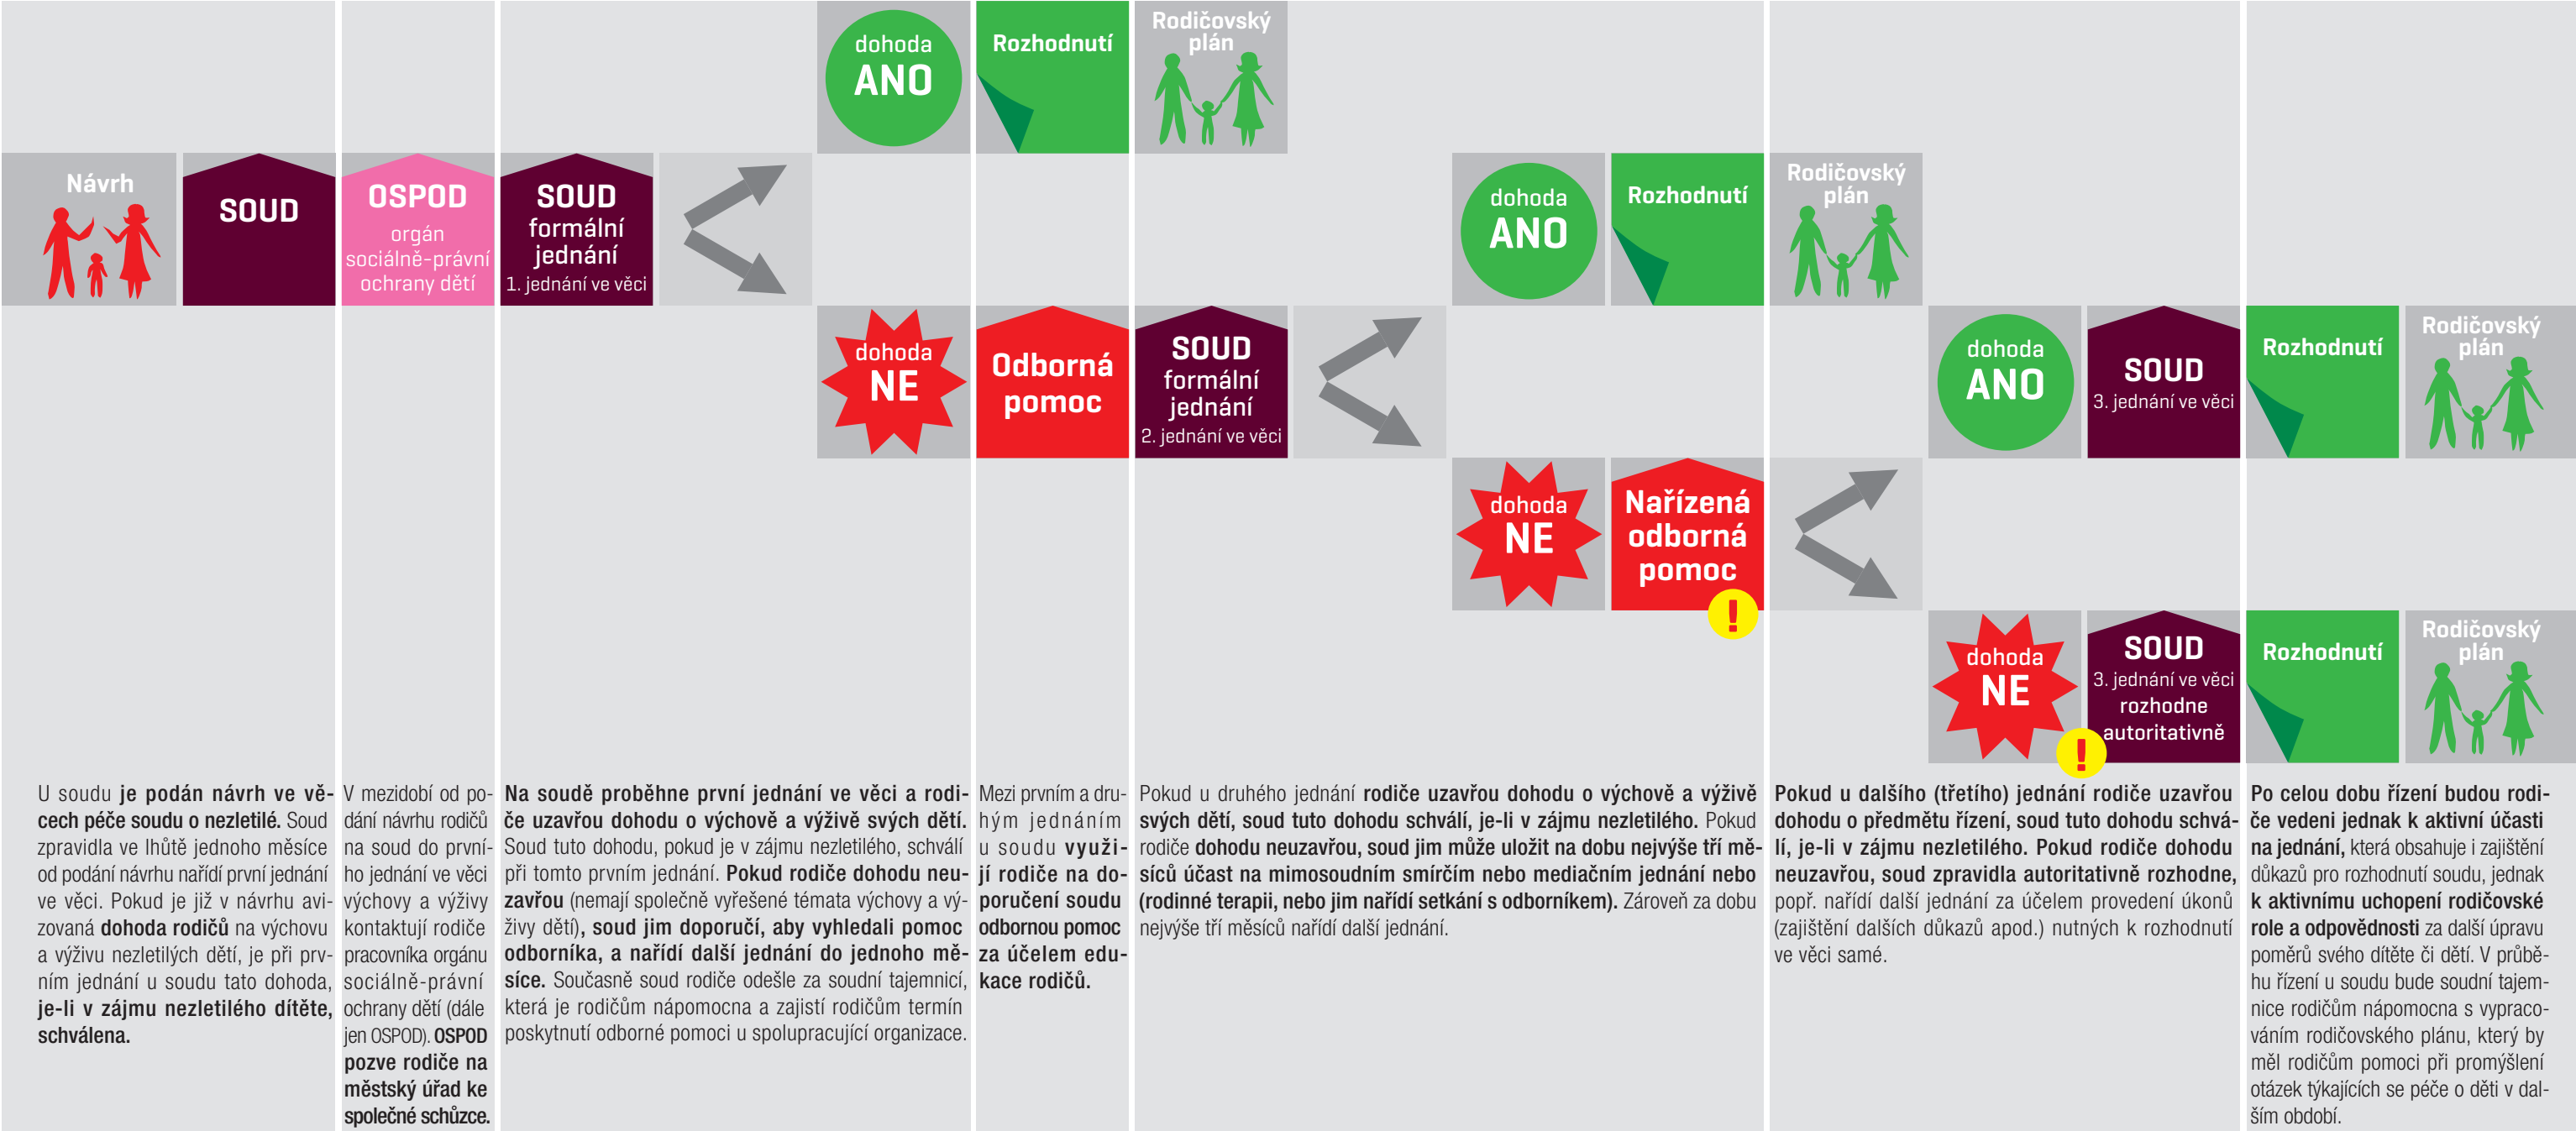 dohoda
ANO
Rozhodnutí
Rodičovský
plán
Návrh
SOUD
OSPOD
orgán
sociálně-právní
ochrany dětí
SOUD
formální
jednání
1. jednání ve věci
dohoda
ANO
Rozhodnutí
Rodičovský
plán
dohoda
NE
Odborná
pomoc
SOUD
formální
jednání
2. jednání ve věci
dohoda
ANO
SOUD
3. jednání ve věci
Rozhodnutí
Rodičovský
plán
dohoda
NE
Nařízená
odborná
pomoc
!
dohoda
NE
!
SOUD
3. jednání ve věci
rozhodne
autoritativně
Rozhodnutí
Rodičovský
plán
U soudu je podán návrh ve vě-
cech péče soudu o nezletilé. Soud
zpravidla ve lhůtě jednoho měsíce
od podání návrhu nařídí první jednání
ve věci. Pokud je již v návrhu avi-
zovaná dohoda rodičů na výchovu
a výživu nezletilých dětí, je při prv-
ním jednání u soudu tato dohoda,
je-li v zájmu nezletilého dítěte,
schválena.
V mezidobí od po-
dání návrhu rodičů
na soud do první-
ho jednání ve věci
výchovy a výživy
kontaktují rodiče
pracovníka orgánu
sociálně-právní
ochrany dětí (dále
jen OSPOD). OSPOD
pozve rodiče na
městský úřad ke
společné schůzce.
Na soudě proběhne první jednání ve věci a rodi-
če uzavřou dohodu o výchově a výživě svých dětí.
Soud tuto dohodu, pokud je v zájmu nezletilého, schválí
při tomto prvním jednání. Pokud rodiče dohodu neu-
zavřou (nemají společně vyřešené témata výchovy a vý-
živy dětí), soud jim doporučí, aby vyhledali pomoc
odborníka, a nařídí další jednání do jednoho mě-
síce. Současně soud rodiče odešle za soudní tajemnicí,
která je rodičům nápomocna a zajistí rodičům termín
poskytnutí odborné pomoci u spolupracující organizace.
Mezi prvním a dru-
hým jednáním
u soudu využi-
jí rodiče na do-
poručení soudu
odbornou pomoc
za účelem edu-
kace rodičů.
Pokud u druhého jednání rodiče uzavřou dohodu o výchově a výživě
svých dětí, soud tuto dohodu schválí, je-li v zájmu nezletilého. Pokud
rodiče dohodu neuzavřou, soud jim může uložit na dobu nejvýše tří mě-
síců účast na mimosoudním smírčím nebo mediačním jednání nebo
(rodinné terapii, nebo jim nařídí setkání s odborníkem). Zároveň za dobu
nejvýše tří měsíců nařídí další jednání.
Pokud u dalšího (třetího) jednání rodiče uzavřou
dohodu o předmětu řízení, soud tuto dohodu schvá-
lí, je-li v zájmu nezletilého. Pokud rodiče dohodu
neuzavřou, soud zpravidla autoritativně rozhodne,
popř. nařídí další jednání za účelem provedení úkonů
(zajištění dalších důkazů apod.) nutných k rozhodnutí
ve věci samé.
Po celou dobu řízení budou rodi-
če vedeni jednak k aktivní účasti
na jednání, která obsahuje i zajištění
důkazů pro rozhodnutí soudu, jednak
k aktivnímu uchopení rodičovské
role a odpovědnosti za další úpravu
poměrů svého dítěte či dětí. V průbě-
hu řízení u soudu bude soudní tajem-
nice rodičům nápomocna s vypraco-
váním rodičovského plánu, který by
měl rodičům pomoci při promýšlení
otázek týkajících se péče o děti v dal-
ším období.